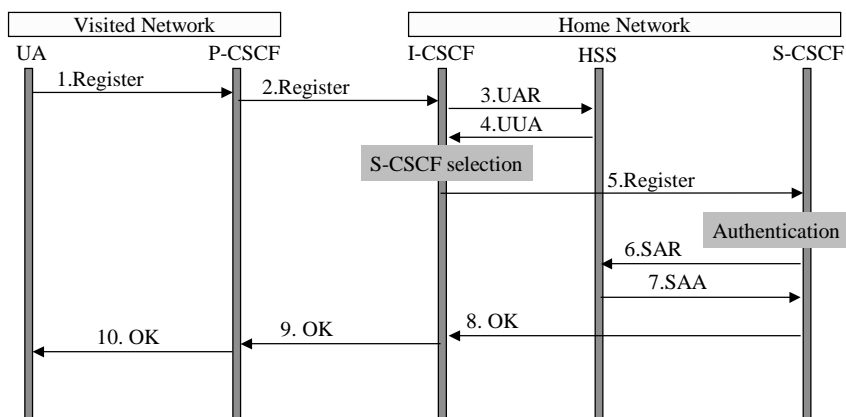 Visited Network
Home Network
UA
P-CSCF
I-CSCF
HSS
S-CSCF
1.Register
2.Register
3.UAR
4.UUA
S-CSCF selection
5.Register
Authentication
6.SAR
7.SAA
8. OK
9. OK
10. OK